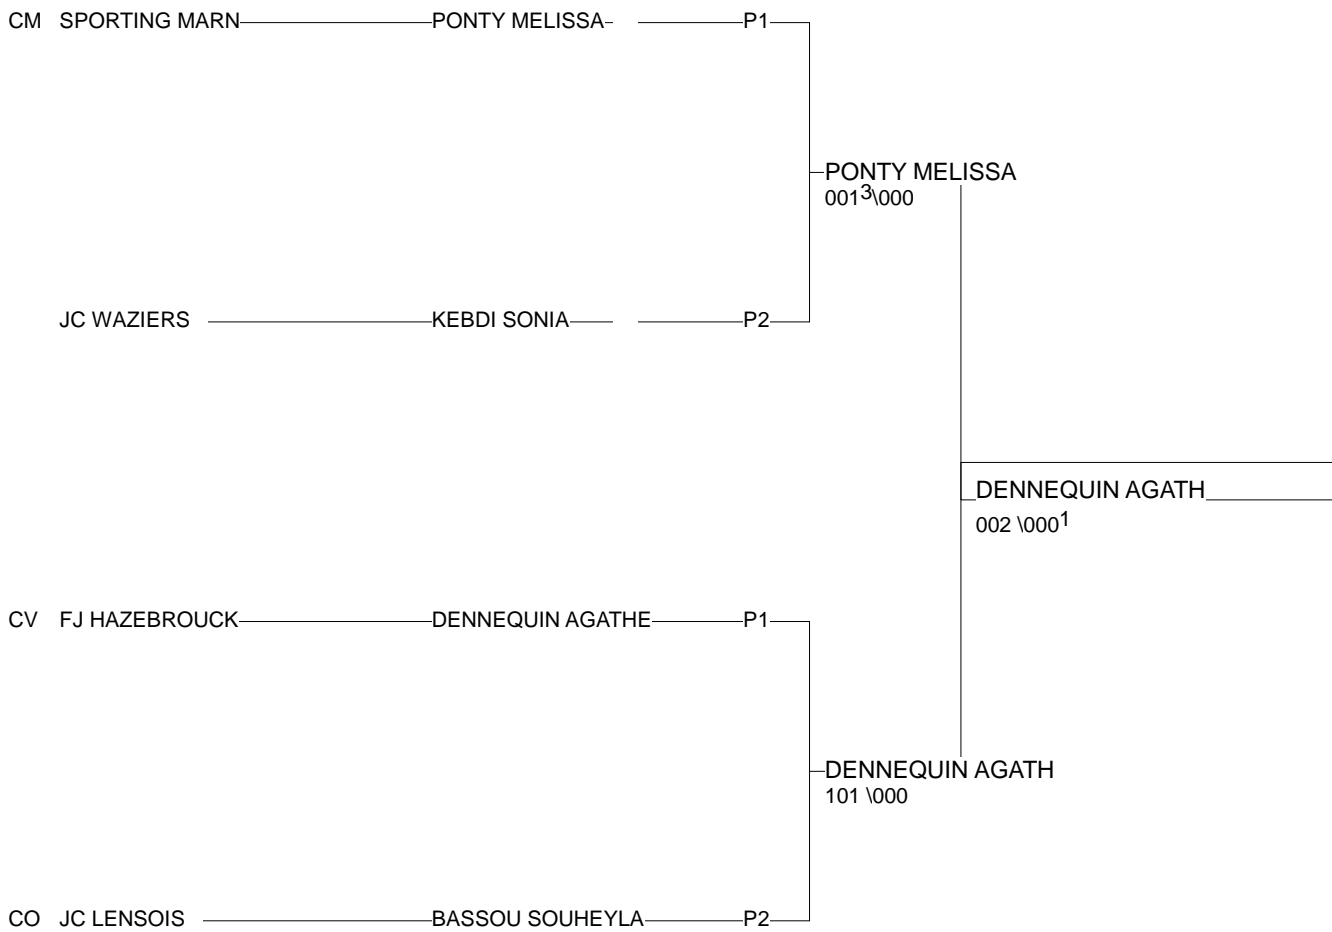 CM SPORTING MARN PONTY MELISSA P1
PONTY MELISSA
001³\000
JC WAZIERS KEBDI SONIA P2
DENNEQUIN AGATH
002 \000¹
CV FJ HAZEBROUCK DENNEQUIN AGATHE P1
DENNEQUIN AGATH
101 \000
CO JC LENSOIS BASSOU SOUHEYLA P2